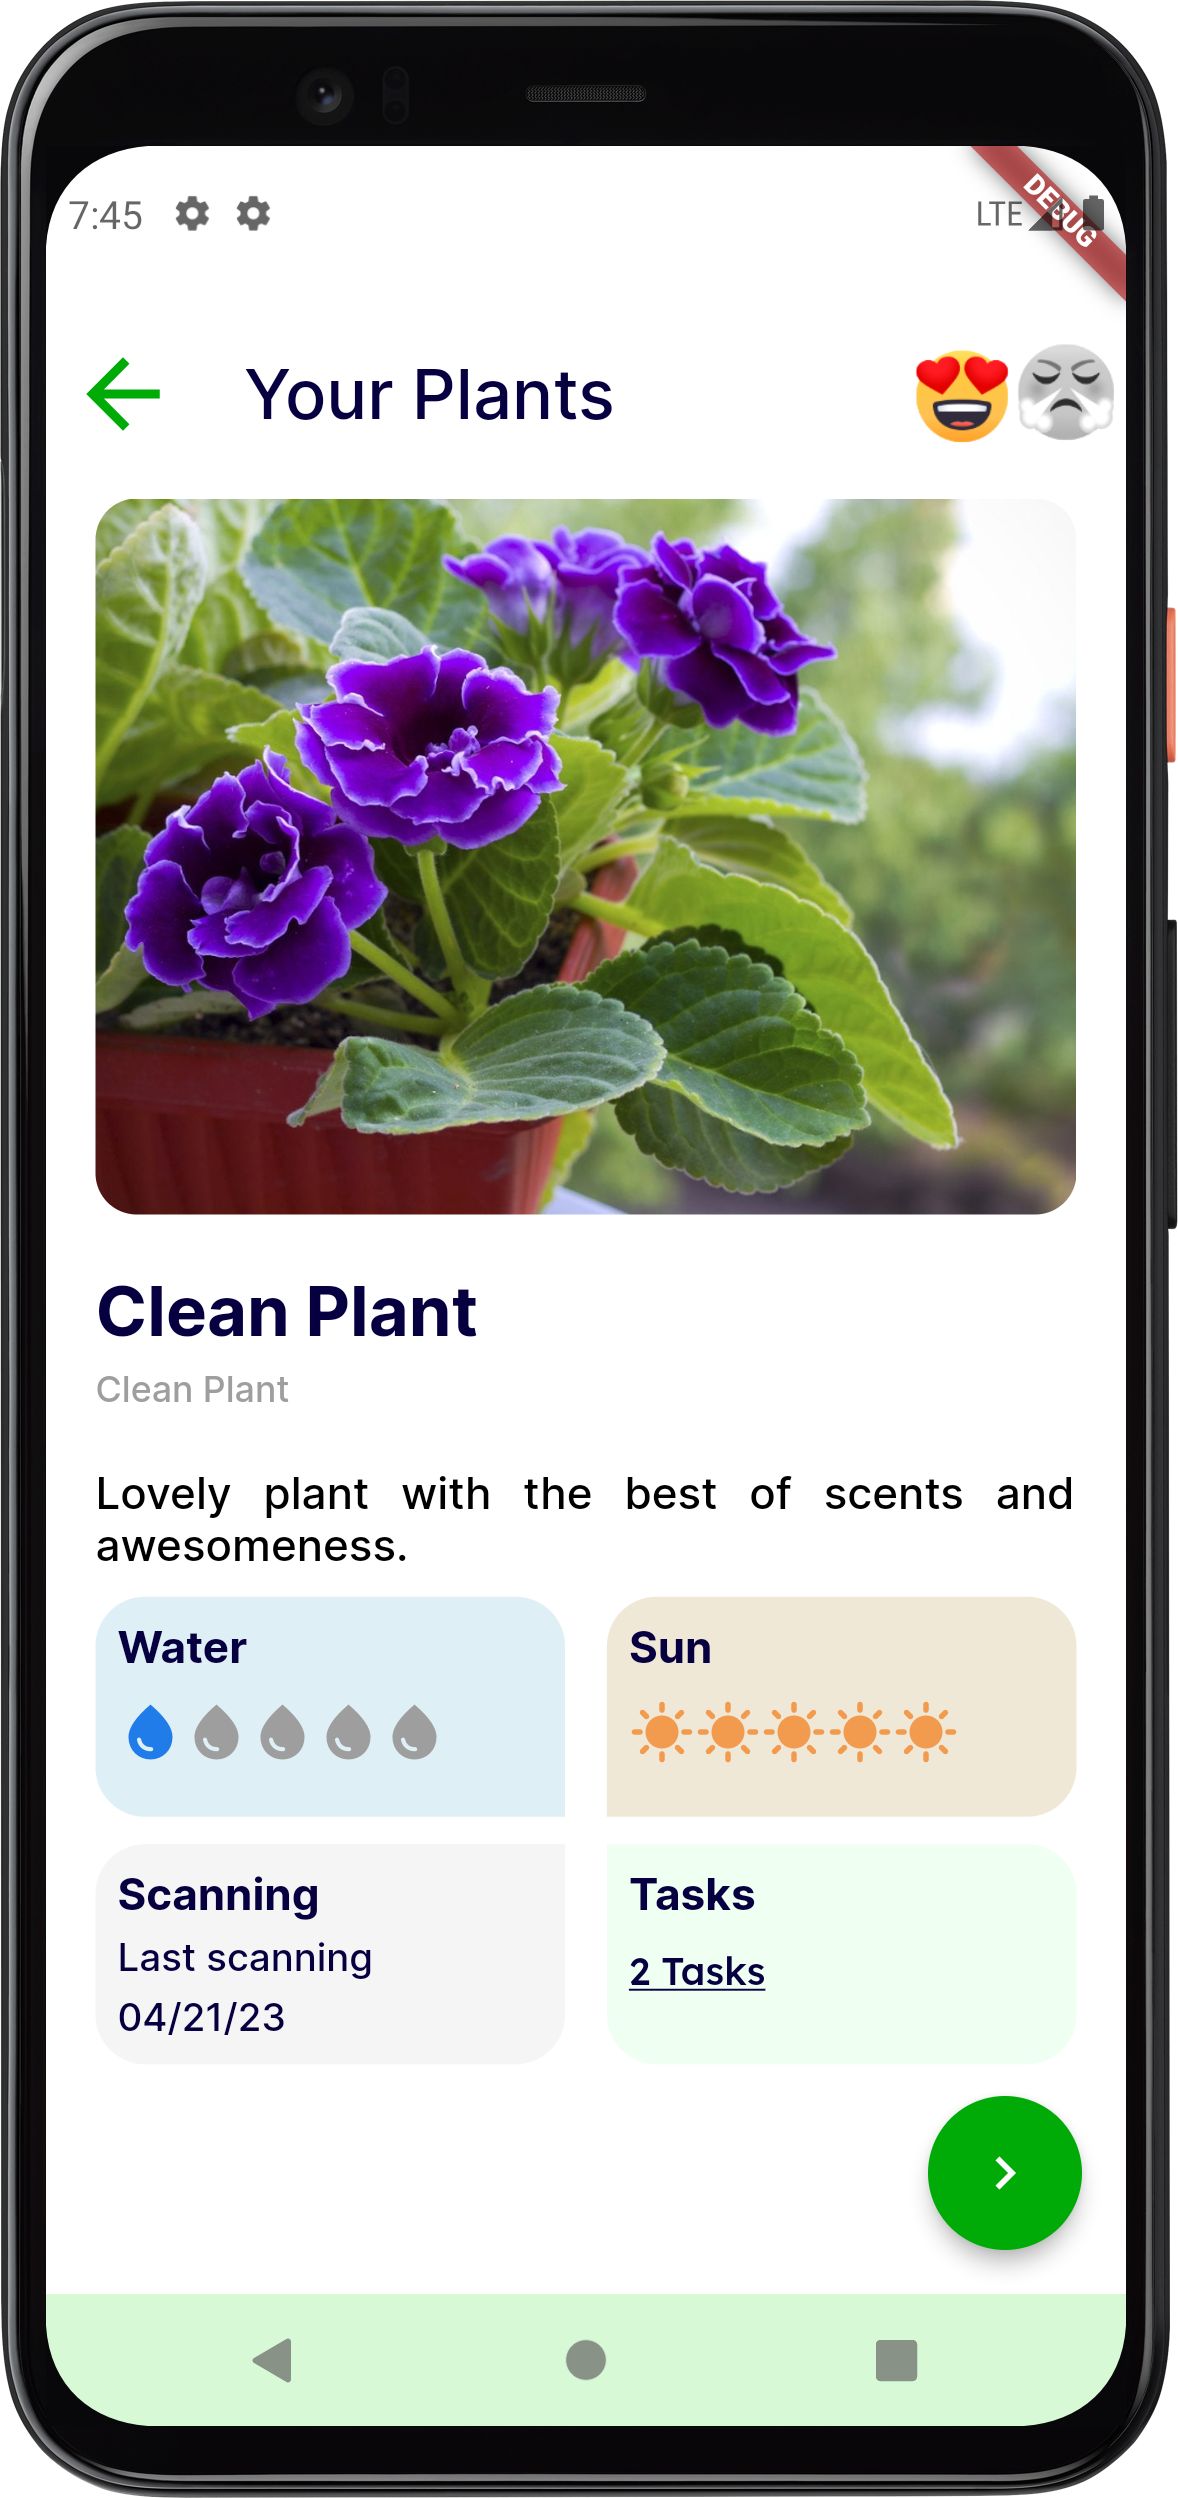 7:45
LTE
DEBUG
Your Plants
Clean Plant
Clean Plant
Lovely plant with the best of scents and
awesomeness.
Water
Sun
Scanning
Last scanning
04/21/23
Tasks
2 Tasks